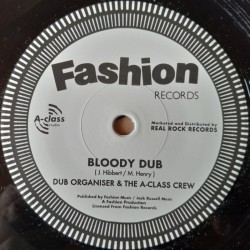 Fashion
RECORDS
A-class
Marketed and Distributed by
REAL ROCK RECORDS
BLOODY DUB
( J. Hibbert / M. Henry )
DUB ORGANISER & THE A-CLASS CREW
Published by Fashion Music / Jack Russell Music.
A Fashion Production
Licensed From Fashion Records